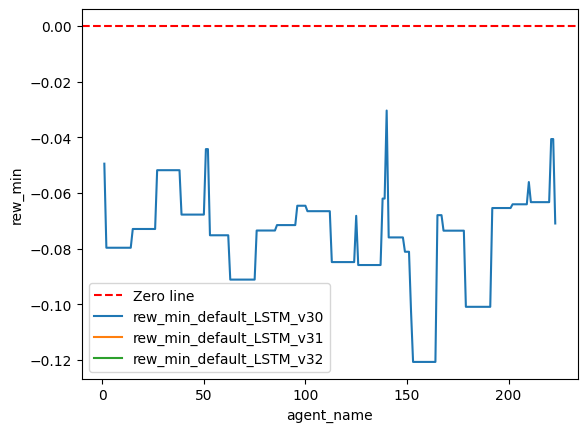 0.00
−0.02
−0.04
−0.06
−0.08
−0.10
−0.12
rew_min
Zero line
rew_min_default_LSTM_v30
rew_min_default_LSTM_v31
rew_min_default_LSTM_v32
0 50 100 150 200
agent_name